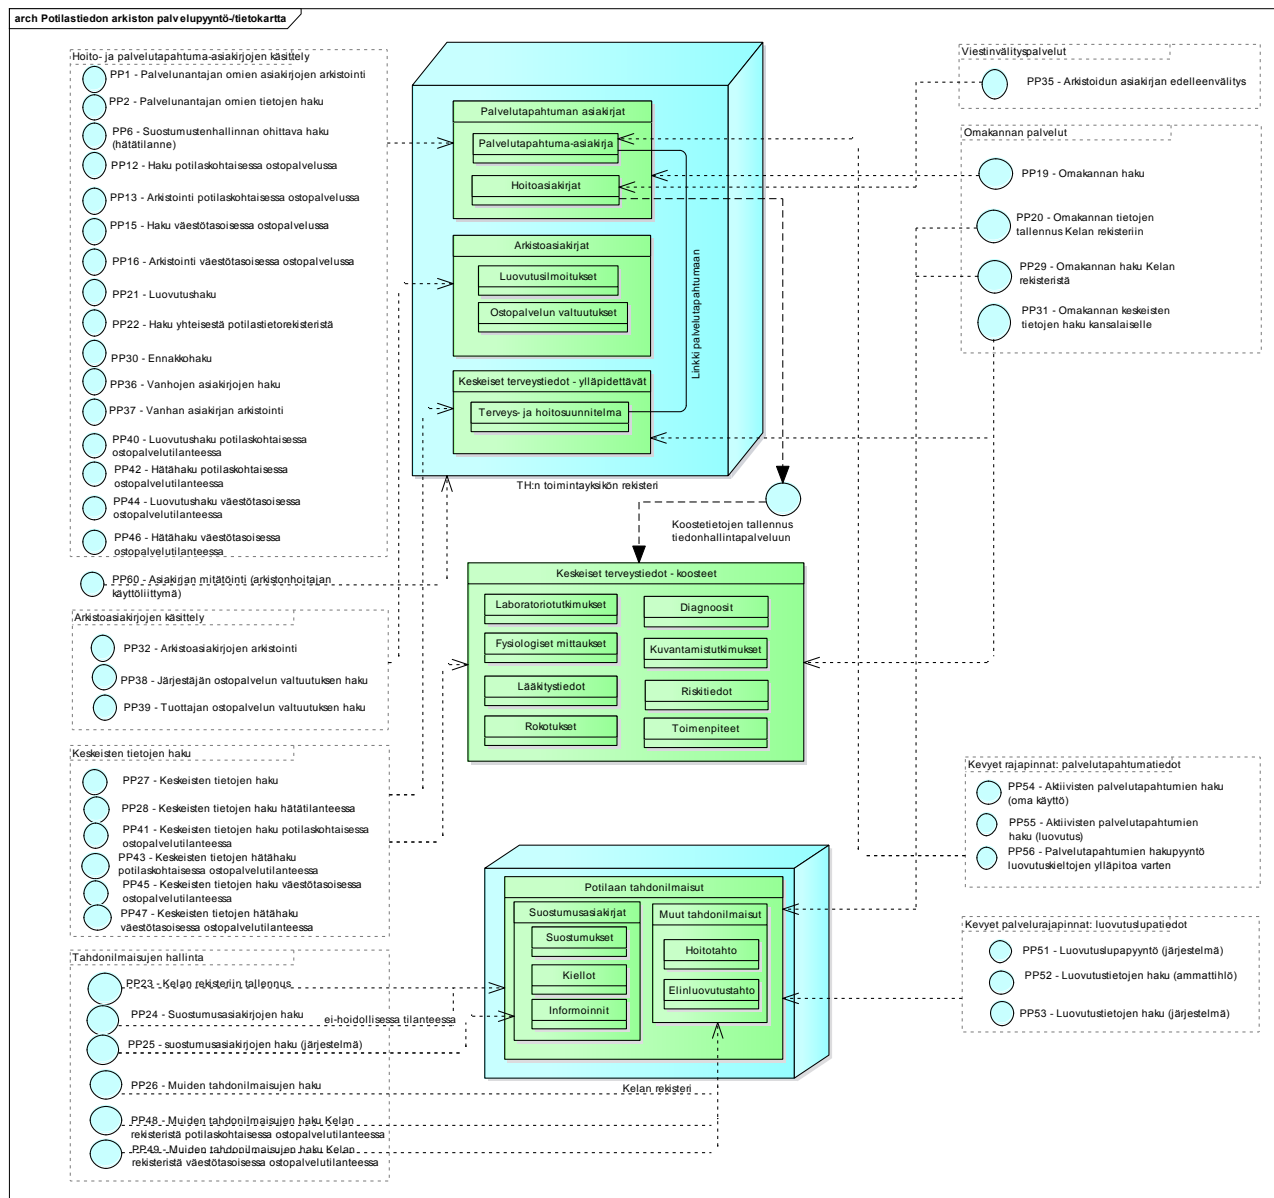 arch Potilastiedon arkiston palvelupyyntö-/tietokartta
Hoito- ja palvelutapahtuma-asiakirjojen käsittely
PP1 - Palvelunantajan omien asiakirjojen arkistointi
PP2 - Palvelunantajan omien tietojen haku
PP6 - Suostumustenhallinnan ohittava haku
(hätätilanne)
PP12 - Haku potilaskohtaisessa ostopalvelussa
PP13 - Arkistointi potilaskohtaisessa ostopalvelussa
PP15 - Haku väestötasoisessa ostopalvelussa
PP16 - Arkistointi väestötasoisessa ostopalvelussa
PP21 - Luovutushaku
PP22 - Haku yhteisestä potilastietorekisteristä
PP30 - Ennakkohaku
PP36 - Vanhojen asiakirjojen haku
PP37 - Vanhan asiakirjan arkistointi
PP40 - Luovutushaku potilaskohtaisessa
ostopalvelutilanteessa
PP42 - Hätähaku potilaskohtaisessa
ostopalvelutilanteessa
PP44 - Luovutushaku väestötasoisessa
ostopalvelutilanteessa
PP46 - Hätähaku väestötasoisessa
ostopalvelutilanteessa
PP60 - Asiakirjan mitätöinti (arkistonhoitajan
käyttöliittymä)
Arkistoasiakirjojen käsittely
PP32 - Arkistoasiakirjojen arkistointi
PP38 - Järjestäjän ostopalvelun valtuutuksen haku
PP39 - Tuottajan ostopalvelun valtuutuksen haku
Keskeisten tietojen haku
PP27 - Keskeisten tietojen haku
PP28 - Keskeisten tietojen haku hätätilanteessa
PP41 - Keskeisten tietojen haku potilaskohtaisessa
ostopalvelutilanteessa
PP43 - Keskeisten tietojen hätähaku
potilaskohtaisessa ostopalvelutilanteessa
PP45 - Keskeisten tietojen haku väestötasoisessa
ostopalvelutilanteessa
PP47 - Keskeisten tietojen hätähaku
väestötasoisessa ostopalvelutilanteessa
Tahdonilmaisujen hallinta
PP23 - Kelan rekisteriin tallennus
PP24 - Suostumusasiakirjojen haku
ei-hoidollisessa tilanteessa
PP25 - suostumusasiakirjojen haku (järjestelmä)
PP26 - Muiden tahdonilmaisujen haku
PP48 - Muiden tahdonilmaisujen haku Kelan
rekisteristä potilaskohtaisessa ostopalvelutilanteessa
PP49 - Muiden tahdonilmaisujen haku Kelan
rekisteristä väestötasoisessa ostopalvelutilanteessa
Palvelutapahtuman asiakirjat
Palvelutapahtuma-asiakirja
Hoitoasiakirjat
Arkistoasiakirjat
Luovutusilmoitukset
Ostopalvelun valtuutukset
Linkki palvelutapahtumaan
Keskeiset terveystiedot - ylläpidettävät
Terveys- ja hoitosuunnitelma
TH:n toimintayksikön rekisteri
Koostetietojen tallennus
tiedonhallintapalveluun
Keskeiset terveystiedot - koosteet
Laboratoriotutkimukset
Diagnoosit
Fysiologiset mittaukset
Kuvantamistutkimukset
Lääkitystiedot
Riskitiedot
Rokotukset
Toimenpiteet
Potilaan tahdonilmaisut
Suostumusasiakirjat
Suostumukset
Kiellot
Informoinnit
Muut tahdonilmaisut
Hoitotahto
Elinluovutustahto
Kelan rekisteri
Viestinvälityspalvelut
PP35 - Arkistoidun asiakirjan edelleenvälitys
Omakannan palvelut
PP19 - Omakannan haku
PP20 - Omakannan tietojen
tallennus Kelan rekisteriin
PP29 - Omakannan haku Kelan
rekisteristä
PP31 - Omakannan keskeisten
tietojen haku kansalaiselle
Kevyet rajapinnat: palvelutapahtumatiedot
PP54 - Aktiivisten palvelutapahtumien haku
(oma käyttö)
PP55 - Aktiivisten palvelutapahtumien
haku (luovutus)
PP56 - Palvelutapahtumien hakupyyntö
luovutuskieltojen ylläpitoa varten
Kevyet palvelurajapinnat: luovutuslupatiedot
PP51 - Luovutuslupapyyntö (järjestelmä)
PP52 - Luovutustietojen haku (ammattihlö)
PP53 - Luovutustietojen haku (järjestelmä)